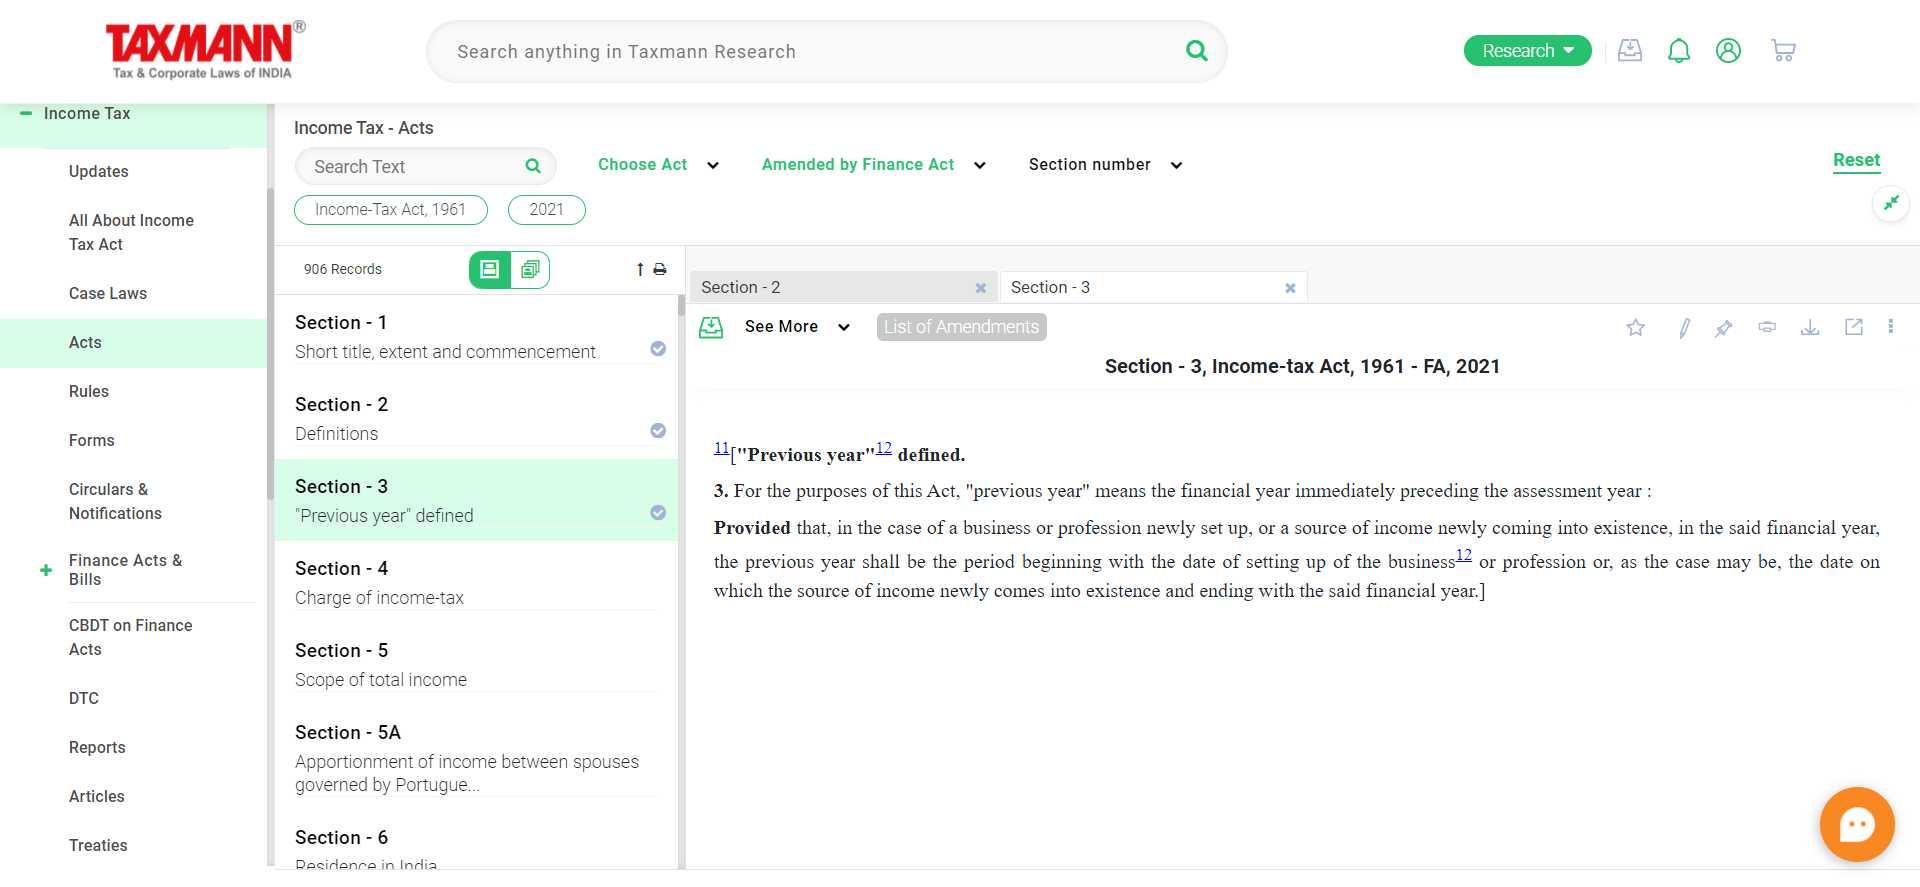 TAXMANN®
Tax & Corporate Laws of INDIA
Search anything in Taxmann Research
Research
Income Tax
Updates
All About Income
Tax Act
Case Laws
Acts
Rules
Forms
Circulars &
Notifications
Finance Acts &
Bills
CBDT on Finance
Acts
DTC
Reports
Articles
Treaties
Income Tax - Acts
Search Text
Choose Act
Amended by Finance Act
Section number
Reset
Income-Tax Act, 1961
2021
906 Records
Section - 1
Short title, extent and commencement
Section - 2
Definitions
Section - 3
"Previous year" defined
Section - 4
Charge of income-tax
Section - 5
Scope of total income
Section - 5A
Apportionment of income between spouses
governed by Portugue...
Section - 6
Residence in India
Section - 2
Section - 3
See More
List of Amendments
Section - 3, Income-tax Act, 1961 - FA, 2021
11["Previous year"12 defined.
3. For the purposes of this Act, "previous year" means the financial year immediately preceding the assessment year :
Provided that, in the case of a business or profession newly set up, or a source of income newly coming into existence, in the said financial year,
the previous year shall be the period beginning with the date of setting up of the business12 or profession or, as the case may be, the date on
which the source of income newly comes into existence and ending with the said financial year.]